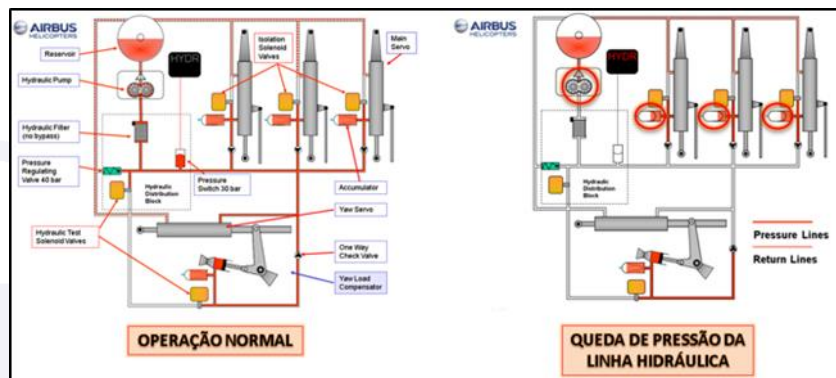 AIRBUS
HELICOPTERS
Reservoir
HYDR
Isolation
Solenoid
Valves
Main
Servo
Hydraulic Pump
Hydraulic Filter
(no bypass)
Pressure
Regulating
Valve 40 bar
Hydraulic
Distribution
Block
Pressure
Switch 30 bar
Accumulator
Yaw Servo
Hydraulic Test
Solenoid Valves
One Way
Check Valve
Yaw Load
Compensator
OPERAÇÃO NORMAL
AIRBUS
HELICOPTERS
HYDR
Hydraulic
Distribution
Block
Pressure Lines
Return Lines
QUEDA DE PRESSÃO DA
LINHA HIDRÁULICA